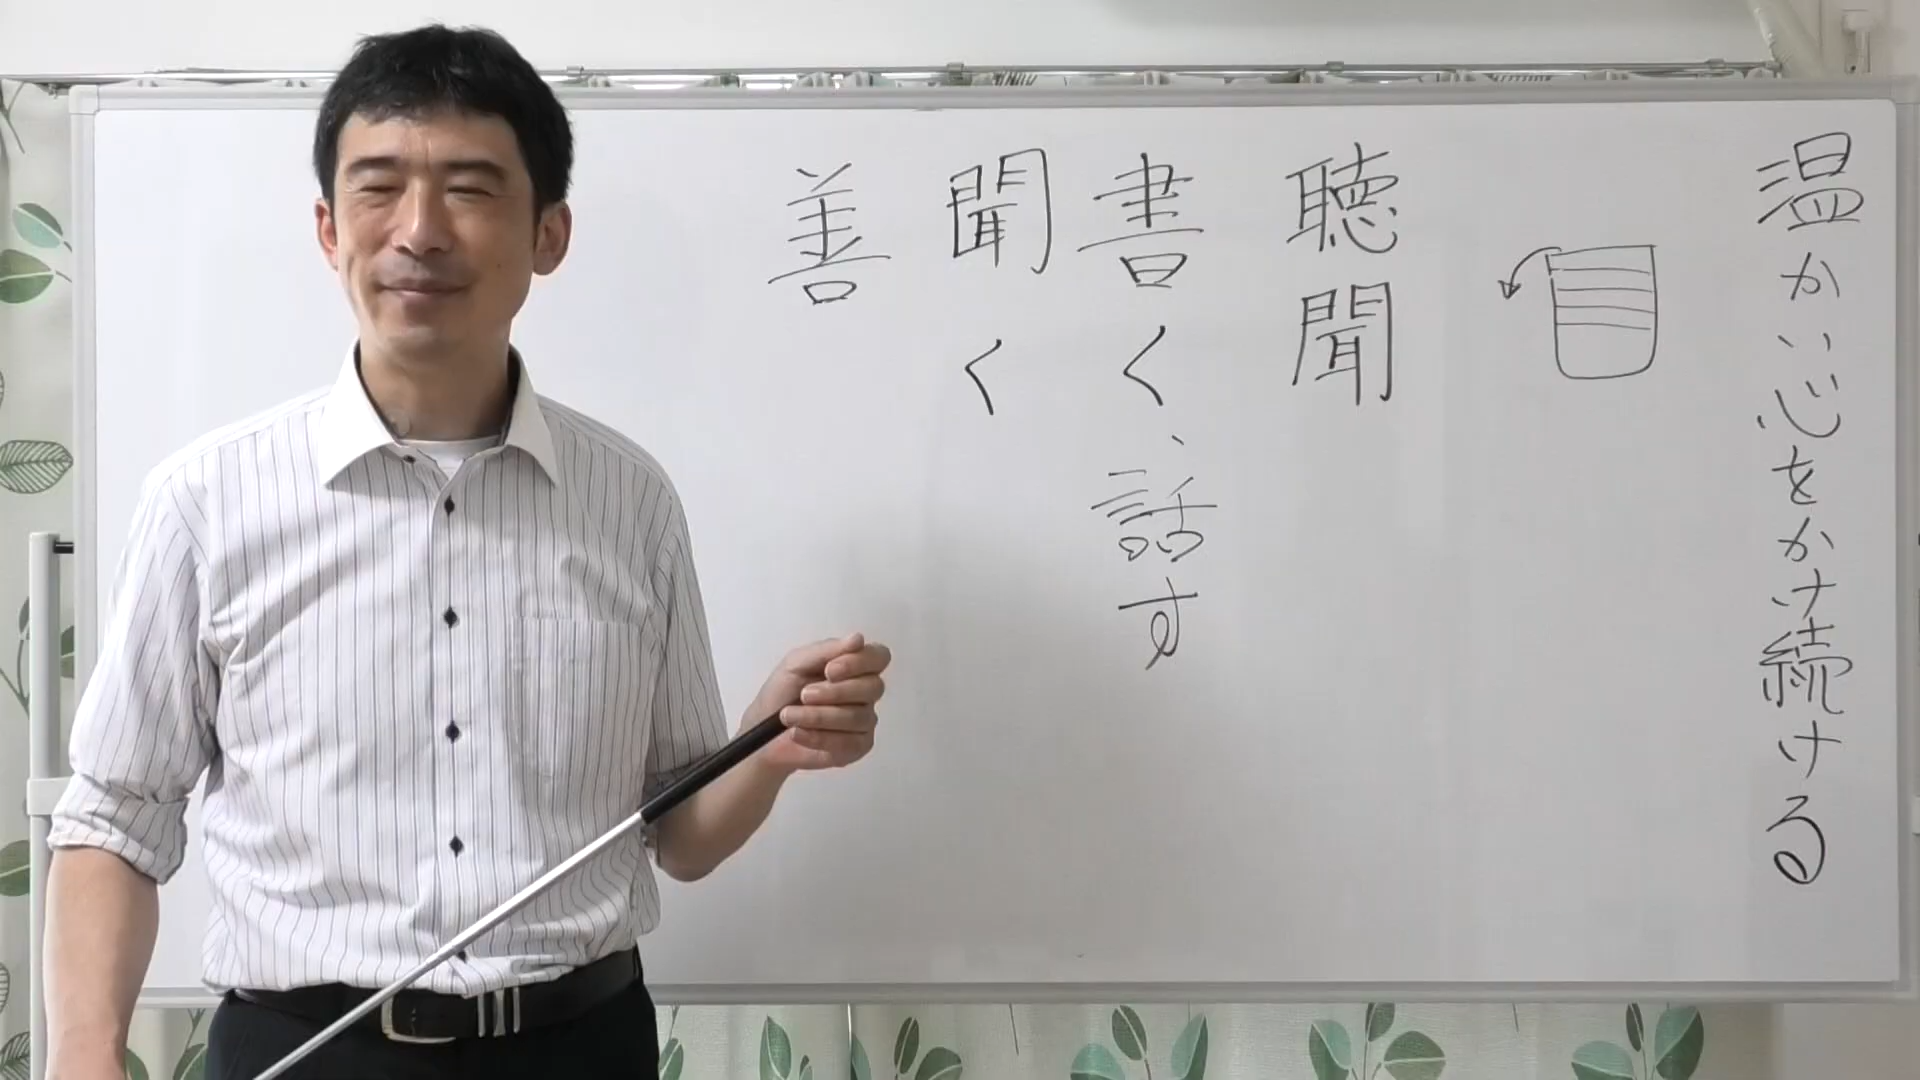 温かい心をかけ続ける
聴聞
書く、話す
聞く
善